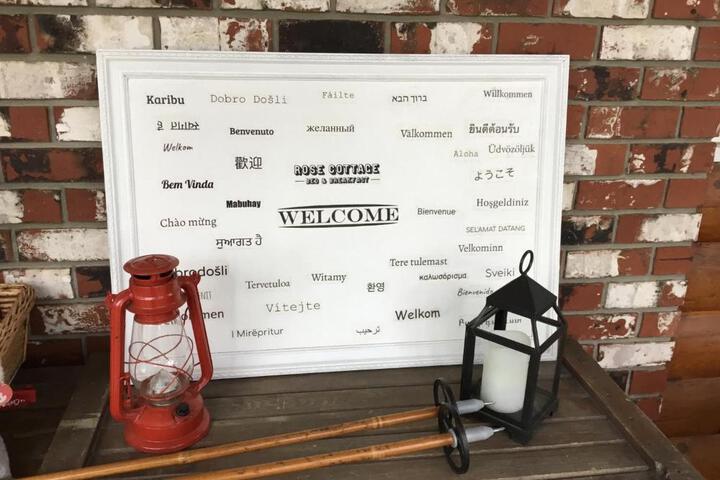 Karibu
Dobro Došli
Fáilte
ברוך הבא
Willkommen
Benvenuto
желанный
Välkommen
ยินดีต้อนรับ
Welkom
歡迎
ROSE COTTAGE
BED & BREAKFAST
Aloha
Üdvözöljük
ようこそ
Bem Vinda
Mabuhay
WELCOME
Bienvenue
Hoşgeldiniz
Chào mừng
SELAMAT DATANG
ਸੁਆਗਤ ਹੈ
Velkominn
Tere tulemast
brodošli
Tervetuloa
Witamy
환영
καλωσόρισμα
Sveiki
Bienvenido
Vítejte
Welkom
I Mirëpritur
ترحيب